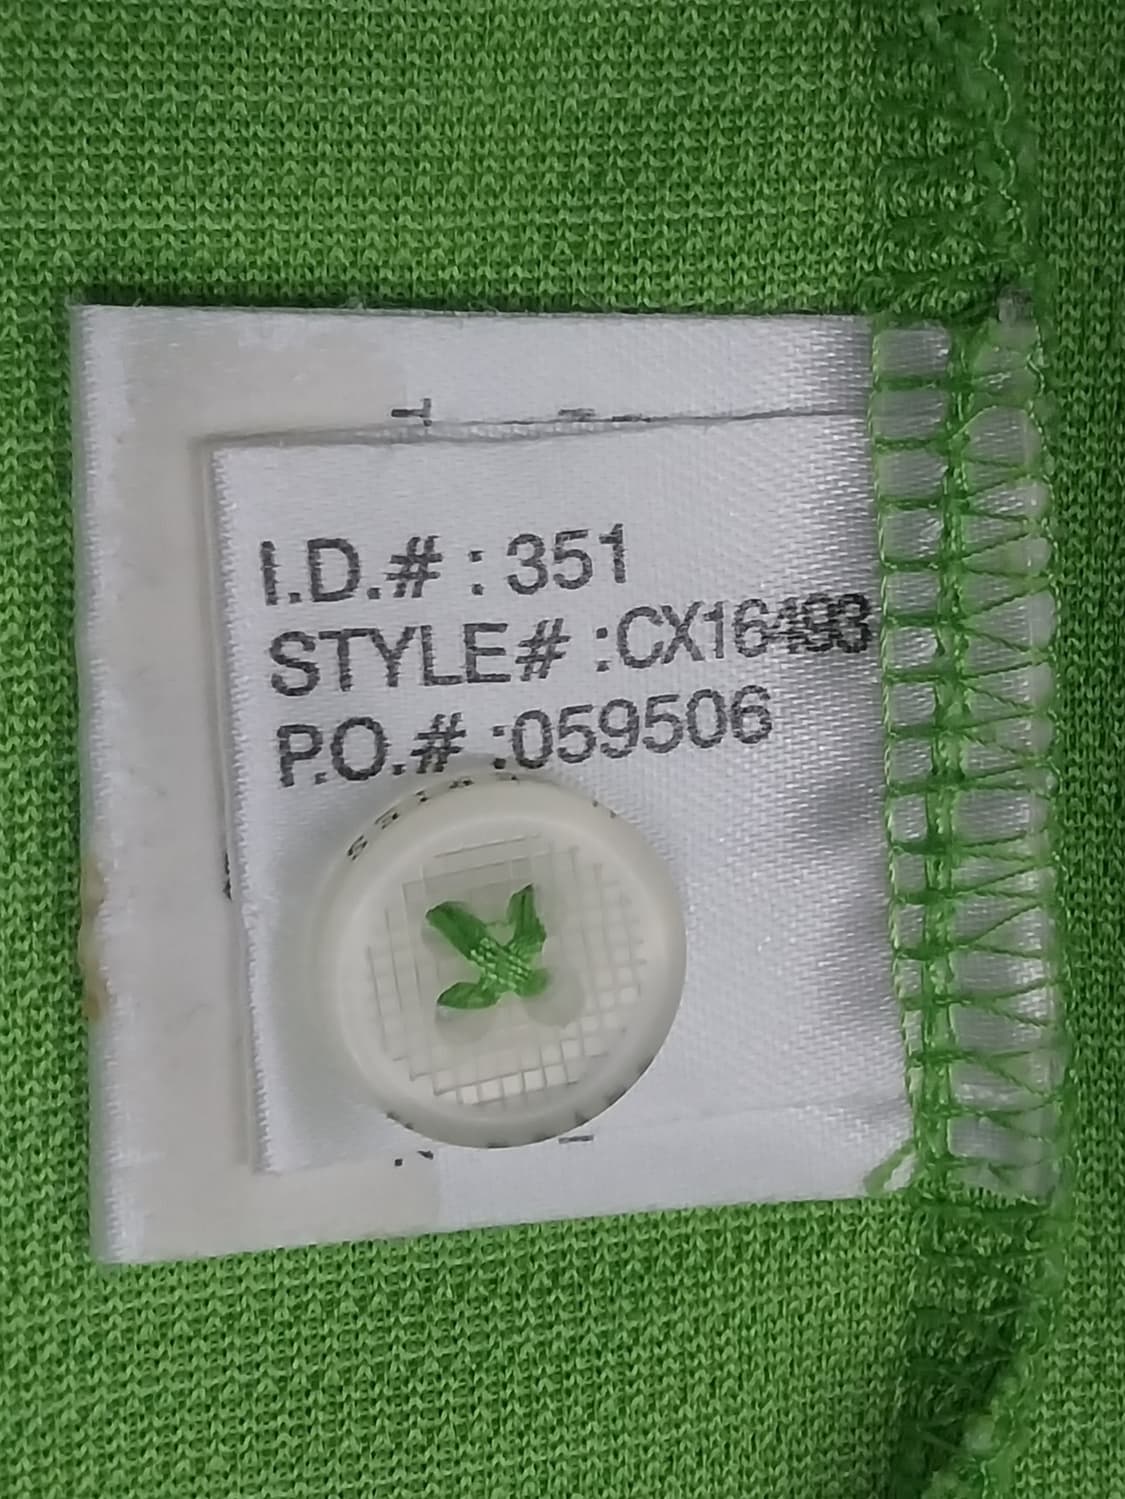 I.D.# : 351
STYLE# :CX16493
P.O.# :059506